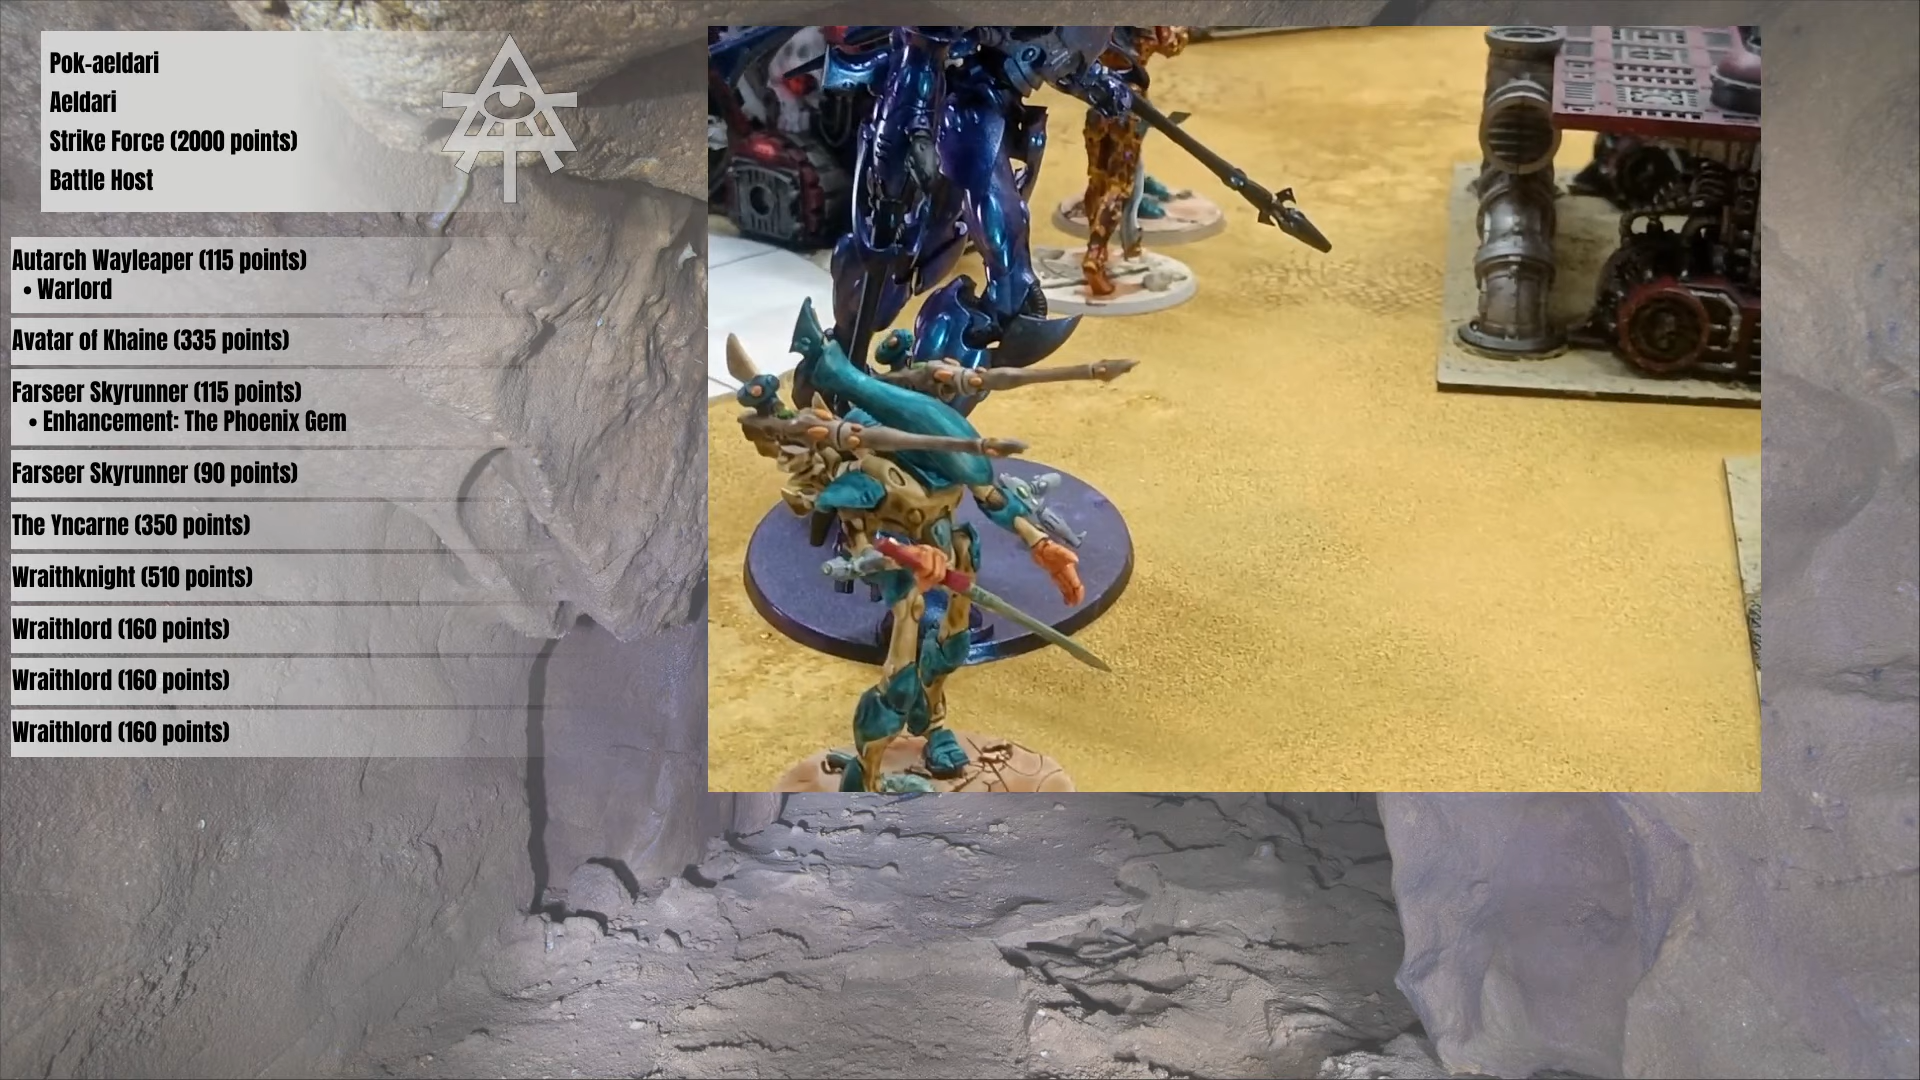 Pok-aeldari
Aeldari
Strike Force (2000 points)
Battle Host
Autarch Wayleaper (115 points)
• Warlord
Avatar of Khaine (335 points)
Farseer Skyrunner (115 points)
• Enhancement: The Phoenix Gem
Farseer Skyrunner (90 points)
The Yncarne (350 points)
Wraithknight (510 points)
Wraithlord (160 points)
Wraithlord (160 points)
Wraithlord (160 points)